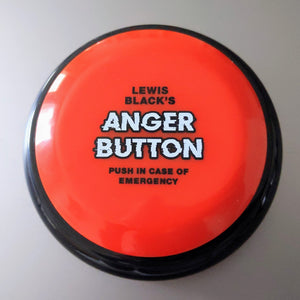 LEWIS
BLACK'S
ANGER
BUTTON
PUSH IN CASE OF
EMERGENCY